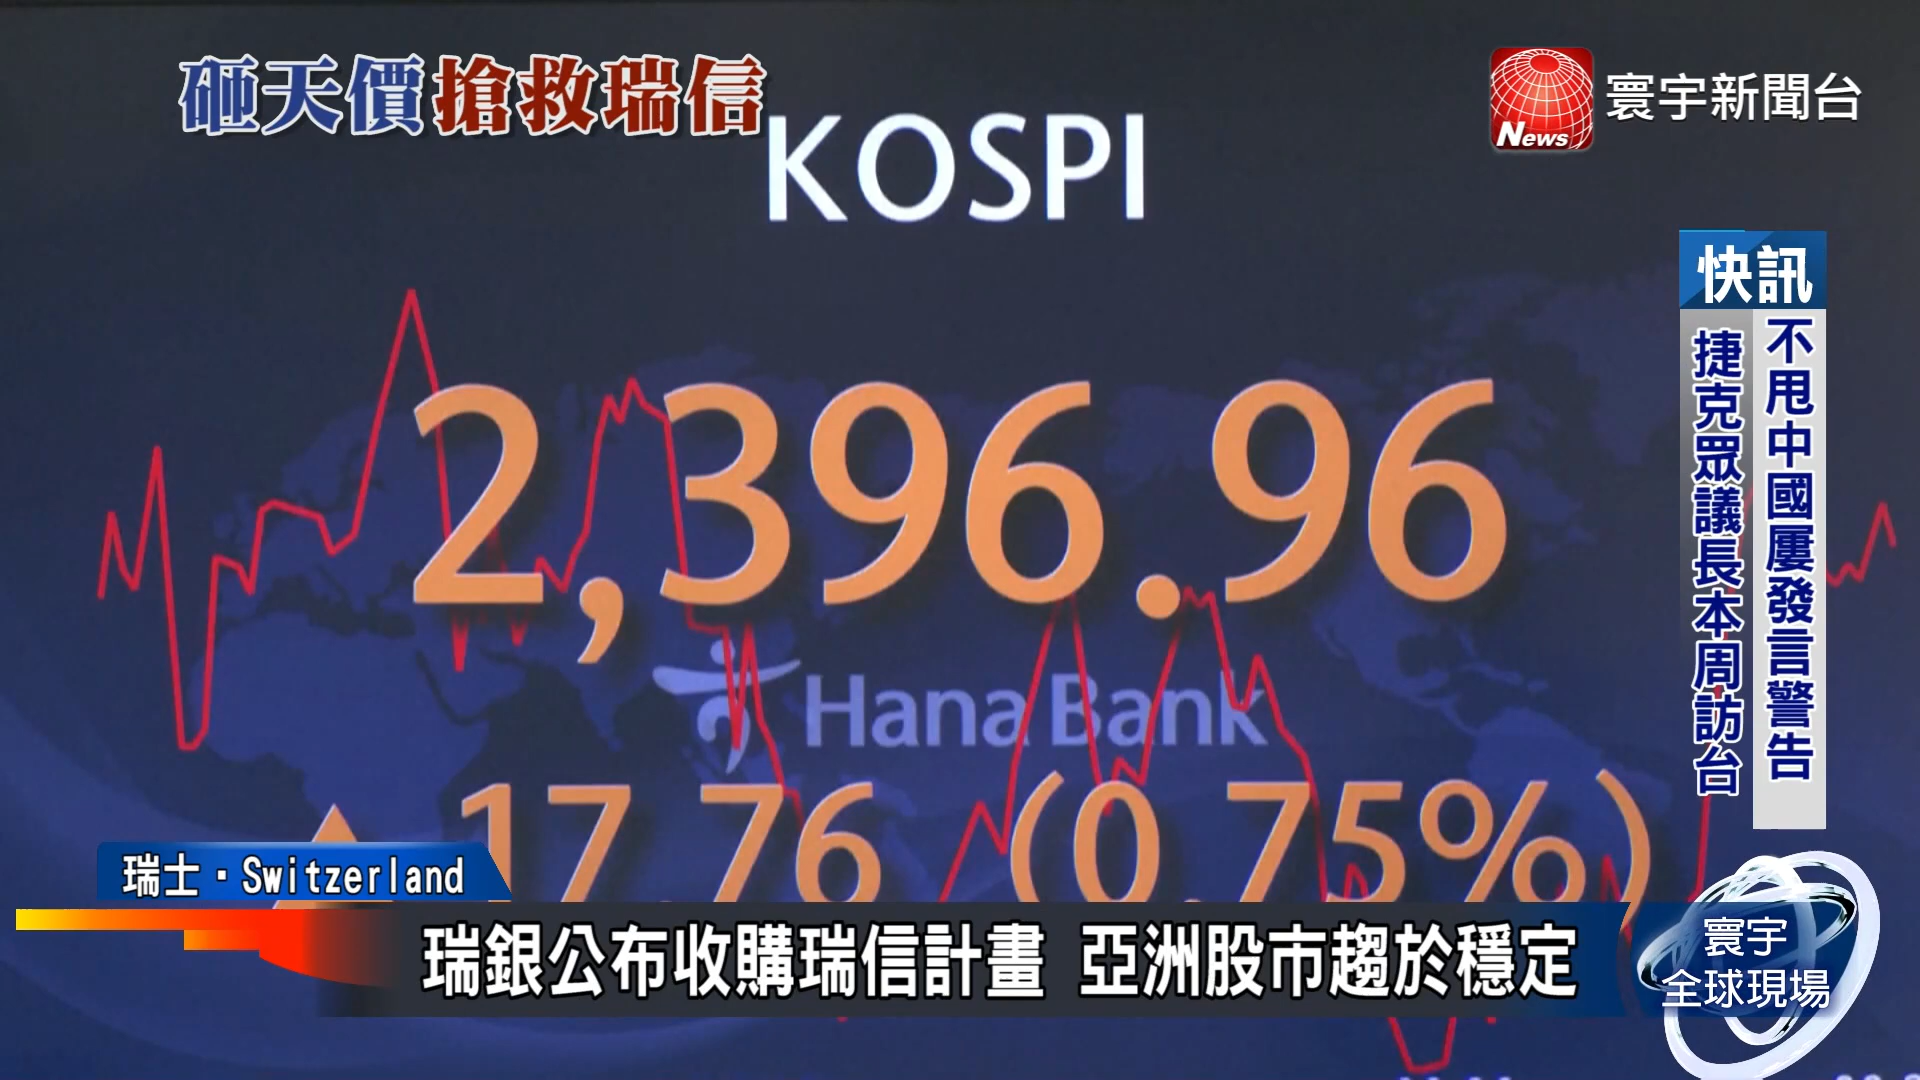 砸天價搶救瑞信
KOSPI
News
寰宇新聞台
快訊
不甩中國屢發言警告
捷克眾議長本周訪台
2,396.96
Hana Bank
▲ 17.76 (0.75%)
瑞士・Switzerland
瑞銀公布收購瑞信計畫 亞洲股市趨於穩定
寰宇
全球現場